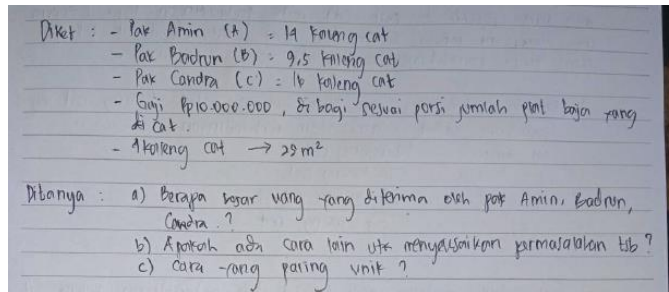 Diket : - Pak Amin (A) = 14 kaleng cat
- Pak Badrun (B) = 9,5 kaleng cat
- Pak Candra (C) = 16 kaleng cat
- Gaji Rp10.000.000, di bagi sesuai porsi jumlah plat baja yang
di cat.
- 1 kaleng cat → 29 m²
Ditanya : a) Berapa besar uang yang diterima oleh pak Amin, Badrun,
Candra ?
b) Apakah ada cara lain utk menyelesaikan permasalahan tsb ?
c) Cara yang paring unik ?